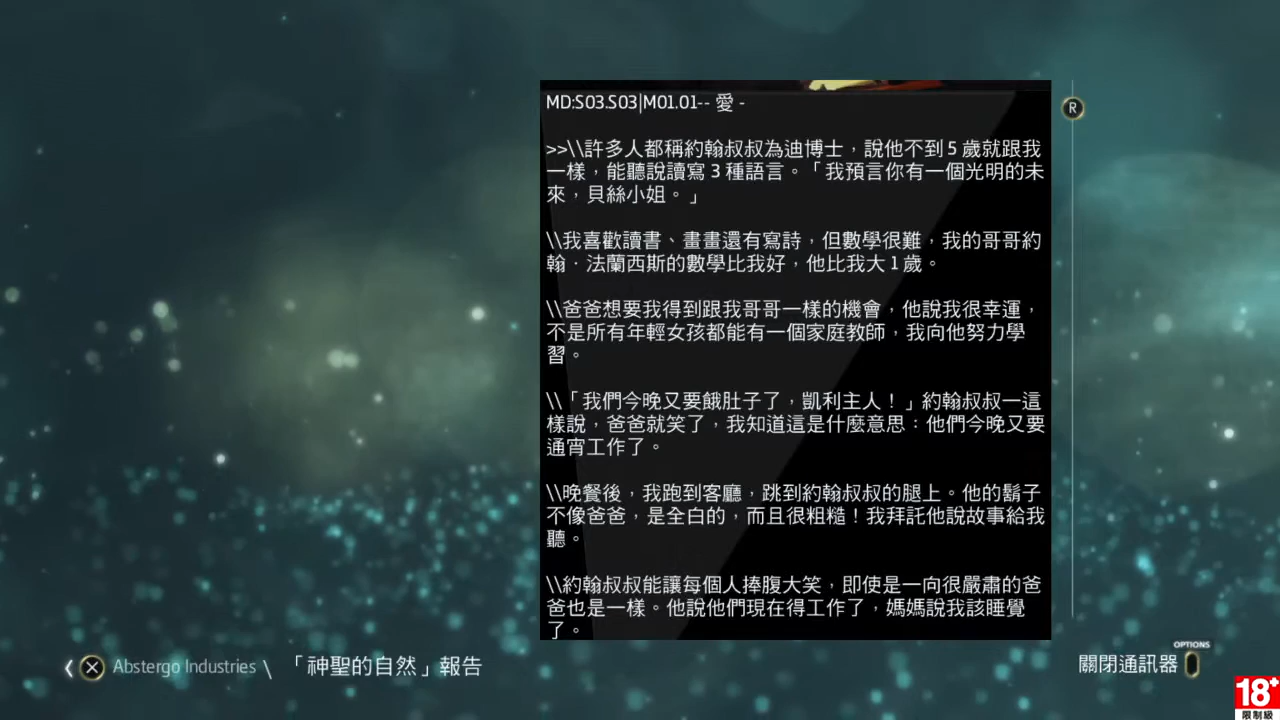 MD:S03.S03|M01.01-- 愛 -
>>\\許多人都稱約翰叔叔為迪博士，說他不到 5 歲就跟我
一樣，能聽說讀寫 3 種語言。「我預言你有一個光明的未
來，貝絲小姐。」
\\我喜歡讀書、畫畫還有寫詩，但數學很難，我的哥哥約
翰．法蘭西斯的數學比我好，他比我大 1 歲。
\\爸爸想要我得到跟我哥哥一樣的機會，他說我很幸運，
不是所有年輕女孩都能有一個家庭教師，我向他努力學
習。
\\「我們今晚又要餓肚子了，凱利主人！」約翰叔叔一這
樣說，爸爸就笑了，我知道這是什麼意思：他們今晚又要
通宵工作了。
\\晚餐後，我跑到客廳，跳到約翰叔叔的腿上。他的鬍子
不像爸爸，是全白的，而且很粗糙！我拜託他說故事給我
聽。
\\約翰叔叔能讓每個人捧腹大笑，即使是一向很嚴肅的爸
爸也是一樣。他說他們現在得工作了，媽媽說我該睡覺
了。
R
Abstergo Industries \ 「神聖的自然」報告
OPTIONS
關閉通訊器
18+
限制級